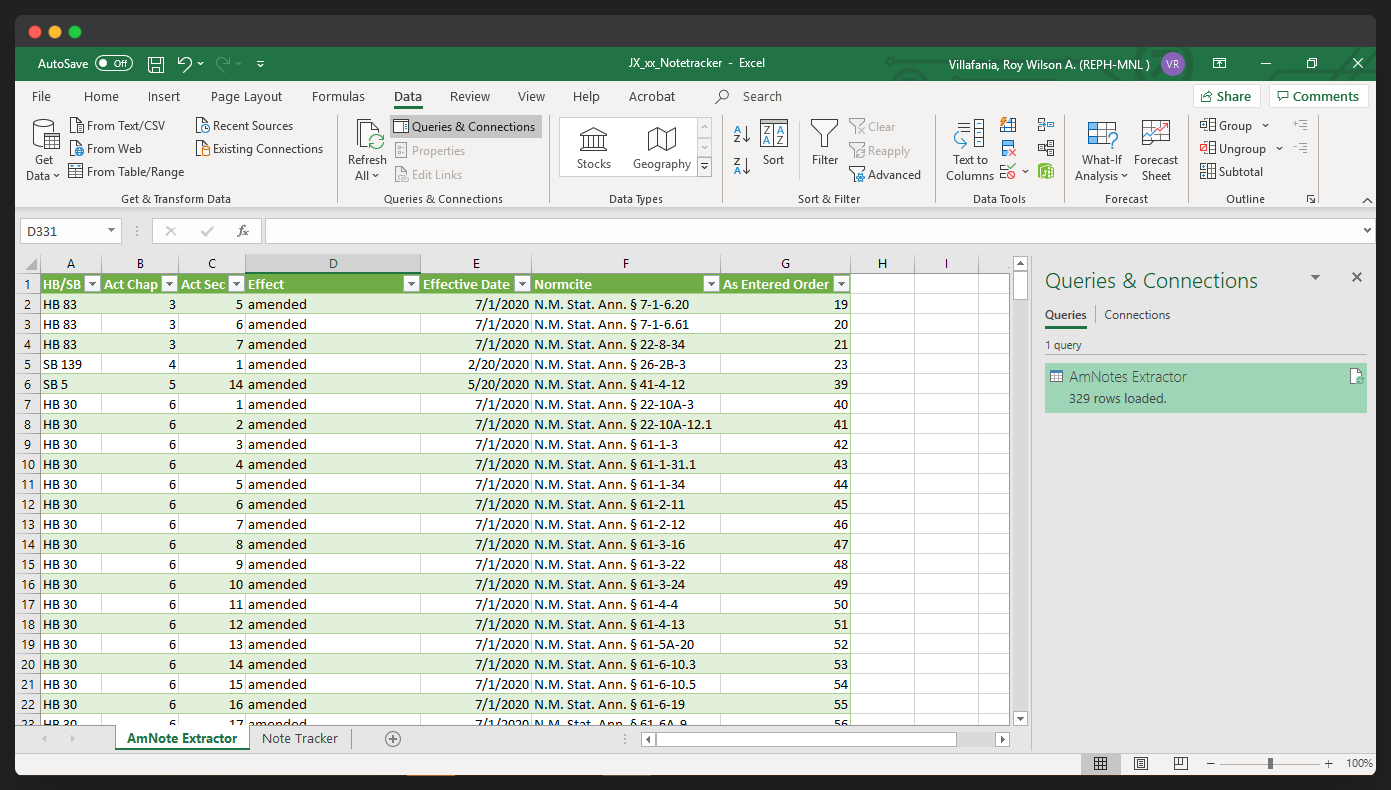 AutoSave Off JX_xx_Notetracker - Excel Villafania, Roy Wilson A. (REPH-MNL ) VR
File Home Insert Page Layout Formulas Data Review View Help Acrobat Search Share Comments
Get Data
From Text/CSV
From Web
From Table/Range
Recent Sources
Existing Connections
Get & Transform Data
Refresh All
Queries & Connections
Properties
Edit Links
Queries & Connections
Stocks Geography
Data Types
Sort
Filter
Clear
Reapply
Advanced
Sort & Filter
Text to Columns
Data Tools
What-If Analysis
Forecast Sheet
Forecast
Group
Ungroup
Subtotal
Outline
D331 fx
A B C D E F G H I
1 HB/SB Act Chap Act Sec Effect Effective Date Normcite As Entered Order
2 HB 83 3 5 amended 7/1/2020 N.M. Stat. Ann. § 7-1-6.20 19
3 HB 83 3 6 amended 7/1/2020 N.M. Stat. Ann. § 7-1-6.61 20
4 HB 83 3 7 amended 7/1/2020 N.M. Stat. Ann. § 22-8-34 21
5 SB 139 4 1 amended 2/20/2020 N.M. Stat. Ann. § 26-2B-3 23
6 SB 5 5 14 amended 5/20/2020 N.M. Stat. Ann. § 41-4-12 39
7 HB 30 6 1 amended 7/1/2020 N.M. Stat. Ann. § 22-10A-3 40
8 HB 30 6 2 amended 7/1/2020 N.M. Stat. Ann. § 22-10A-12.1 41
9 HB 30 6 3 amended 7/1/2020 N.M. Stat. Ann. § 61-1-3 42
10 HB 30 6 4 amended 7/1/2020 N.M. Stat. Ann. § 61-1-31.1 43
11 HB 30 6 5 amended 7/1/2020 N.M. Stat. Ann. § 61-1-34 44
12 HB 30 6 6 amended 7/1/2020 N.M. Stat. Ann. § 61-2-11 45
13 HB 30 6 7 amended 7/1/2020 N.M. Stat. Ann. § 61-2-12 46
14 HB 30 6 8 amended 7/1/2020 N.M. Stat. Ann. § 61-3-16 47
15 HB 30 6 9 amended 7/1/2020 N.M. Stat. Ann. § 61-3-22 48
16 HB 30 6 10 amended 7/1/2020 N.M. Stat. Ann. § 61-3-24 49
17 HB 30 6 11 amended 7/1/2020 N.M. Stat. Ann. § 61-4-4 50
18 HB 30 6 12 amended 7/1/2020 N.M. Stat. Ann. § 61-4-13 51
19 HB 30 6 13 amended 7/1/2020 N.M. Stat. Ann. § 61-5A-20 52
20 HB 30 6 14 amended 7/1/2020 N.M. Stat. Ann. § 61-6-10.3 53
21 HB 30 6 15 amended 7/1/2020 N.M. Stat. Ann. § 61-6-10.5 54
22 HB 30 6 16 amended 7/1/2020 N.M. Stat. Ann. § 61-6-19 55
23 HB 30 6 17 amended 7/1/2020 N.M. Stat. Ann. § 61-6A-9 56
Queries & Connections
Queries Connections
1 query
AmNotes Extractor
329 rows loaded.
AmNote Extractor Note Tracker
100%